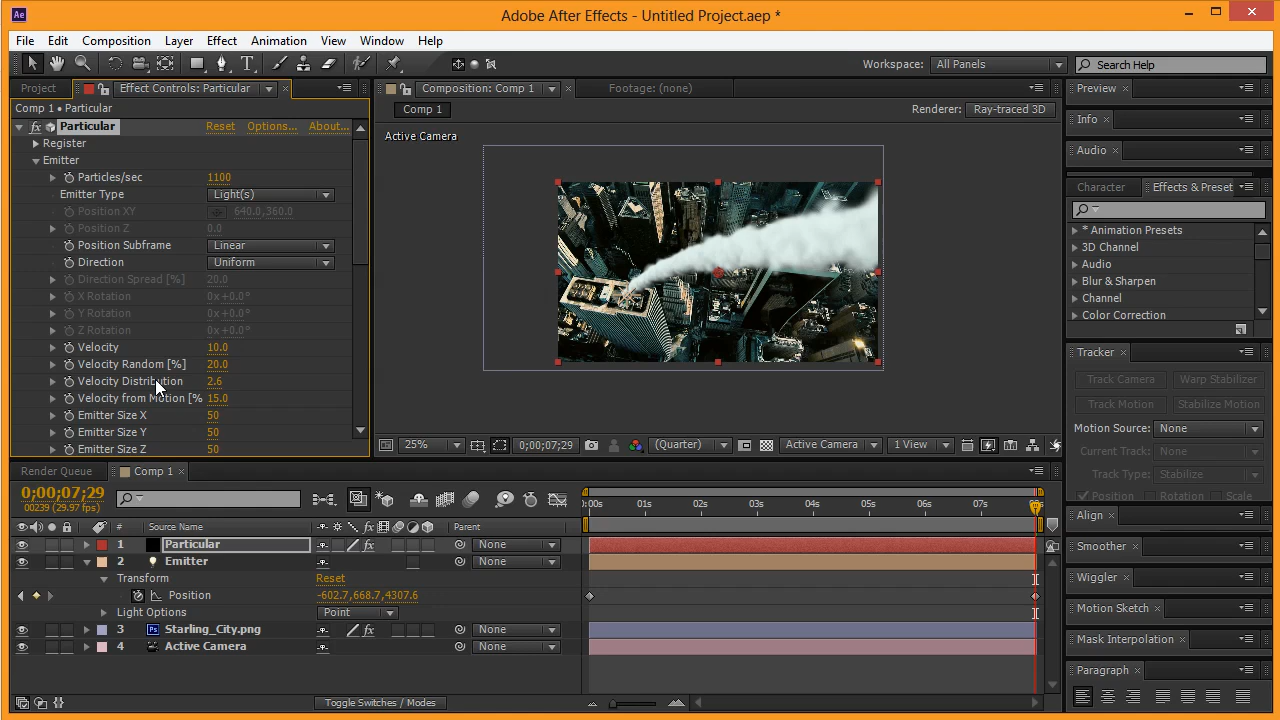 Ae
Adobe After Effects - Untitled Project.aep *
File Edit Composition Layer Effect Animation View Window Help
Workspace: All Panels Search Help
Project Effect Controls: Particular Composition: Comp 1 Footage: (none) Preview
Comp 1 • Particular Comp 1 Renderer: Ray-traced 3D Info
fx Particular Reset Options... About... Active Camera
Register Audio
Emitter
Particles/sec 1100 Character Effects & Preset
Emitter Type Light(s)
Position XY 640.0,360.0
Position Z 0.0 * Animation Presets
Position Subframe Linear 3D Channel
Direction Uniform Audio
Direction Spread [%] 20.0 Blur & Sharpen
X Rotation 0x+0.0° Channel
Y Rotation 0x+0.0° Color Correction
Z Rotation 0x+0.0°
Velocity 10.0 Tracker
Velocity Random [%] 20.0
Velocity Distribution 2.6 Track Camera Warp Stabilizer
Velocity from Motion [% 15.0 Track Motion Stabilize Motion
Emitter Size X 50
Emitter Size Y 50 Motion Source: None
Emitter Size Z 50 25% 0;00;07;29 (Quarter) Active Camera 1 View Current Track: None
Render Queue Comp 1 Track Type: Stabilize
0;00;07;29 Position Rotation Scale
00239 (29.97 fps) :00s 01s 02s 03s 04s 05s 06s 07s Align
# Source Name fx Parent
1 Particular fx None Smoother
2 Emitter None
Transform Reset Wiggler
Position -602.7,668.7,4307.6
Light Options Point Motion Sketch
3 Ps Starling_City.png fx None
4 Active Camera None Mask Interpolation
Paragraph
Toggle Switches / Modes